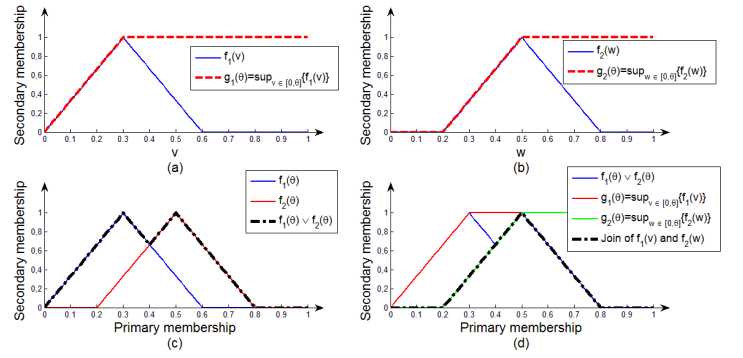 Secondary membership
1
0.8
0.6
0.4
0.2
0
0 0.1 0.2 0.3 0.4 0.5 0.6 0.7 0.8 0.9 1
v
(a)
f₁(v)
g₁(θ)=sup_{v ∈ [0,θ]}{f₁(v)}
Secondary membership
1
0.8
0.6
0.4
0.2
0
0 0.1 0.2 0.3 0.4 0.5 0.6 0.7 0.8 0.9 1
w
(b)
f₂(w)
g₂(θ)=sup_{w ∈ [0,θ]}{f₂(w)}
Secondary membership
1
0.8
0.6
0.4
0.2
0
0 0.1 0.2 0.3 0.4 0.5 0.6 0.7 0.8 0.9 1
Primary membership
(c)
f₁(θ)
f₂(θ)
f₁(θ) ∨ f₂(θ)
Secondary membership
1
0.8
0.6
0.4
0.2
0
0 0.1 0.2 0.3 0.4 0.5 0.6 0.7 0.8 0.9 1
Primary membership
(d)
f₁(θ) ∨ f₂(θ)
g₁(θ)=sup_{v ∈ [0,θ]}{f₁(v)}
g₂(θ)=sup_{w ∈ [0,θ]}{f₂(w)}
Join of f₁(v) and f₂(w)